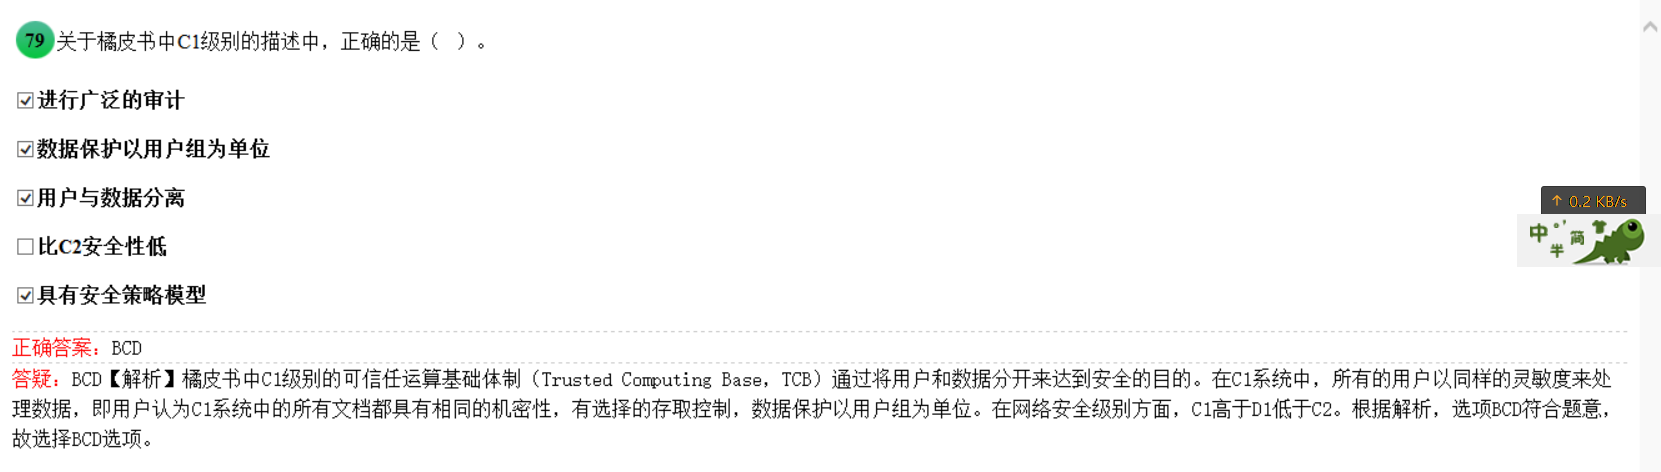 79 关于橘皮书中C1级别的描述中，正确的是（ ）。
进行广泛的审计
数据保护以用户组为单位
用户与数据分离
↑ 0.2 KB/s
中 °’ 半 简
比C2安全性低
具有安全策略模型
正确答案：BCD
答疑：BCD【解析】橘皮书中C1级别的可信任运算基础体制（Trusted Computing Base，TCB）通过将用户和数据分开来达到安全的目的。在C1系统中，所有的用户以同样的灵敏度来处
理数据，即用户认为C1系统中的所有文档都具有相同的机密性，有选择的存取控制，数据保护以用户组为单位。在网络安全级别方面，C1高于D1低于C2。根据解析，选项BCD符合题意，
故选择BCD选项。